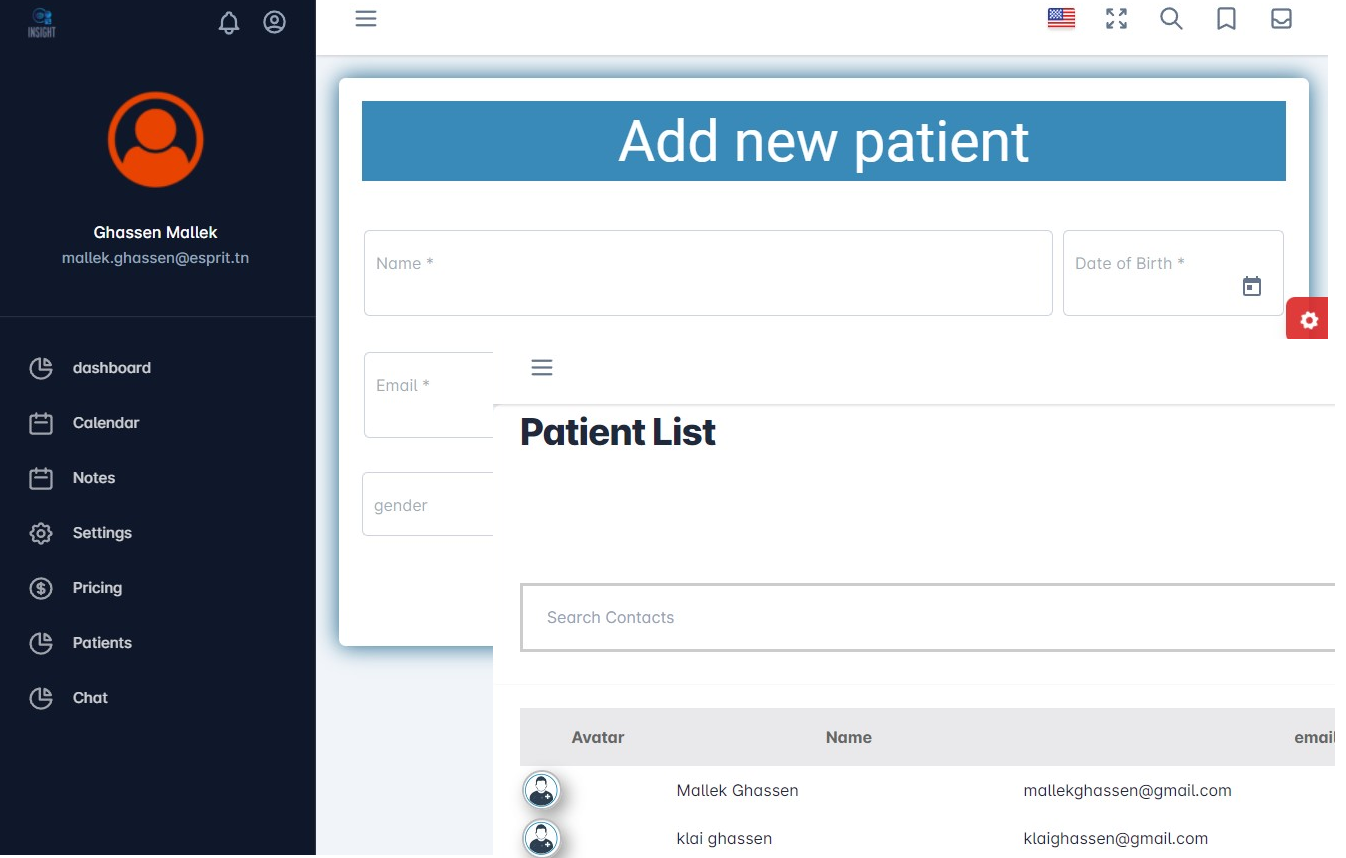 INSIGHT
Ghassen Mallek
mallek.ghassen@esprit.tn
dashboard
Calendar
Notes
Settings
Pricing
Patients
Chat
Add new patient
Name *
Date of Birth *
Email *
gender
Patient List
Search Contacts
Avatar Name email
Mallek Ghassen mallekghassen@gmail.com
klai ghassen klaighassen@gmail.com